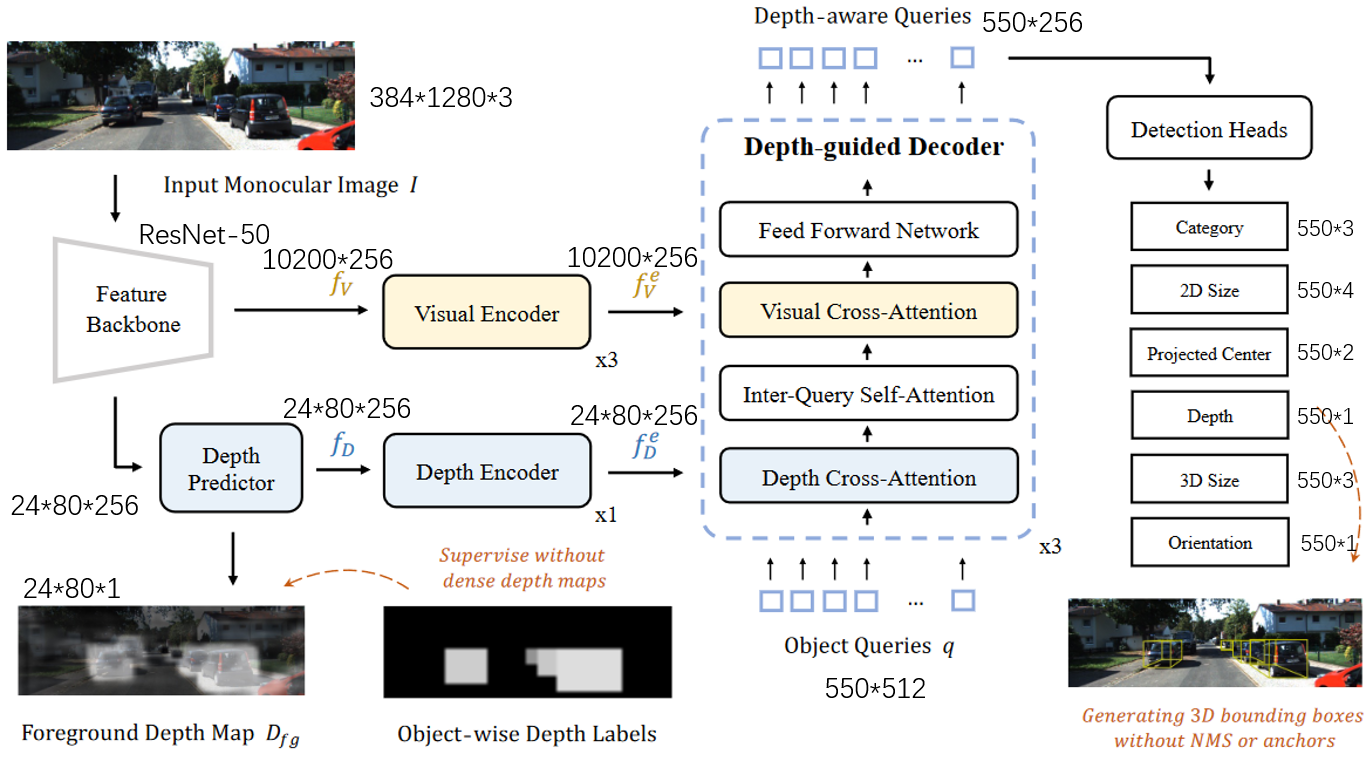 Depth-aware Queries
550*256
...
384*1280*3
Detection Heads
Depth-guided Decoder
Input Monocular Image I
ResNet-50
Feature
Backbone
10200*256
f_V
Visual Encoder
x3
10200*256
f_V^e
Feed Forward Network
Visual Cross-Attention
Inter-Query Self-Attention
Depth Cross-Attention
x3
Category
550*3
2D Size
550*4
Projected Center
550*2
Depth
550*1
3D Size
550*3
Orientation
550*1
24*80*256
Depth
Predictor
24*80*256
f_D
Depth Encoder
x1
24*80*256
f_D^e
24*80*1
Supervise without
dense depth maps
...
Object Queries q
550*512
Foreground Depth Map D_fg
Object-wise Depth Labels
Generating 3D bounding boxes
without NMS or anchors